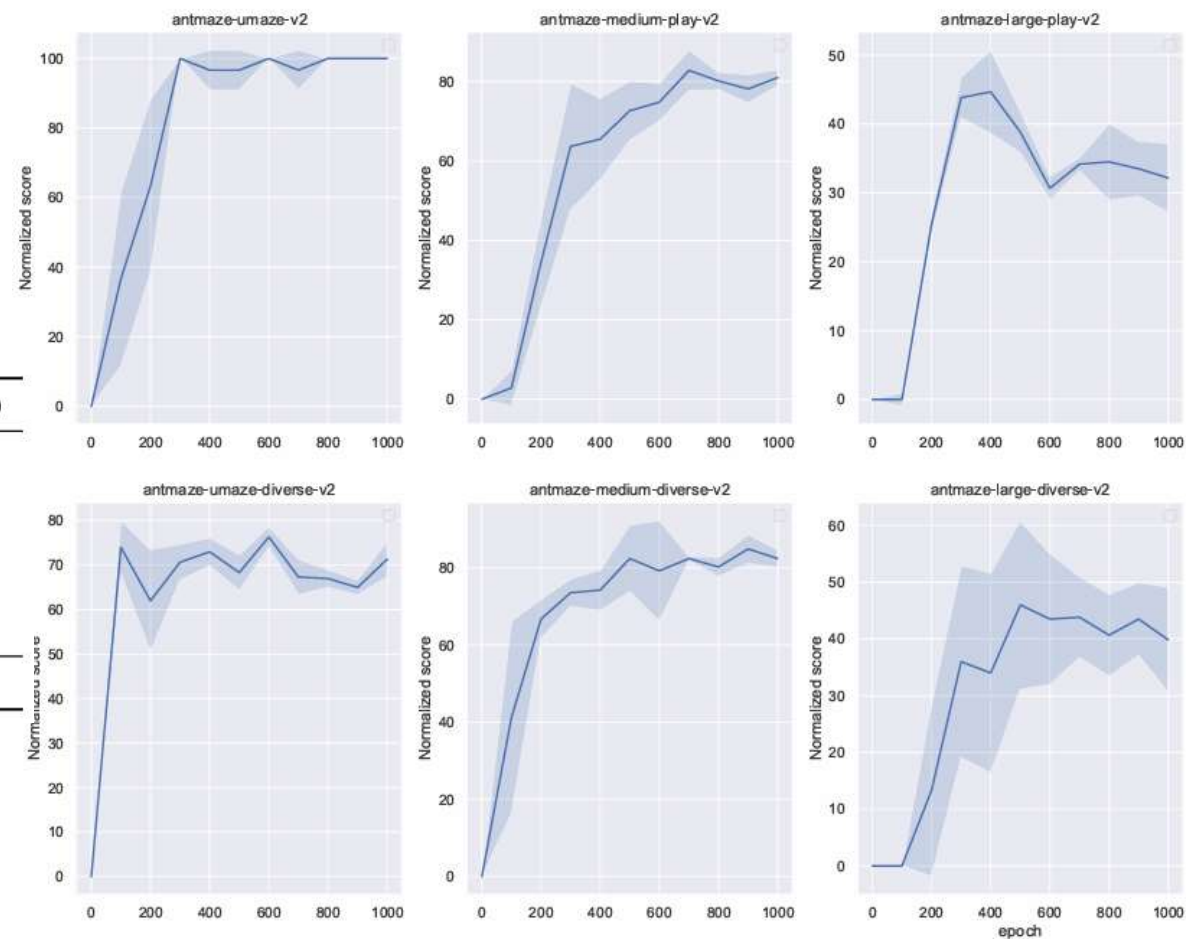 antmaze-umaze-v2
Normalized score
100
80
60
40
20
0
0 200 400 600 800 1000
antmaze-medium-play-v2
Normalized score
80
60
40
20
0
0 200 400 600 800 1000
antmaze-large-play-v2
Normalized score
50
40
30
20
10
0
0 200 400 600 800 1000
antmaze-umaze-diverse-v2
Normalized score
80
70
60
50
40
30
20
10
0
0 200 400 600 800 1000
antmaze-medium-diverse-v2
Normalized score
80
60
40
20
0
0 200 400 600 800 1000
antmaze-large-diverse-v2
Normalized score
60
50
40
30
20
10
0
0 200 400 600 800 1000
epoch